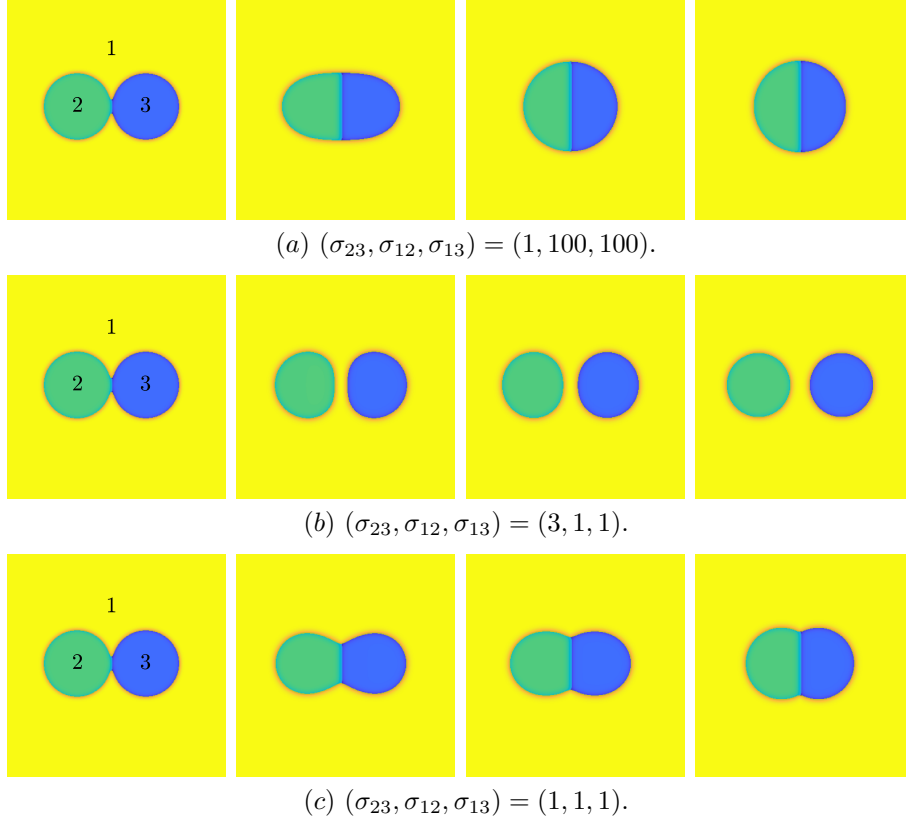 1
2 3
(a) (σ₂₃, σ₁₂, σ₁₃) = (1, 100, 100).
1
2 3
(b) (σ₂₃, σ₁₂, σ₁₃) = (3, 1, 1).
1
2 3
(c) (σ₂₃, σ₁₂, σ₁₃) = (1, 1, 1).